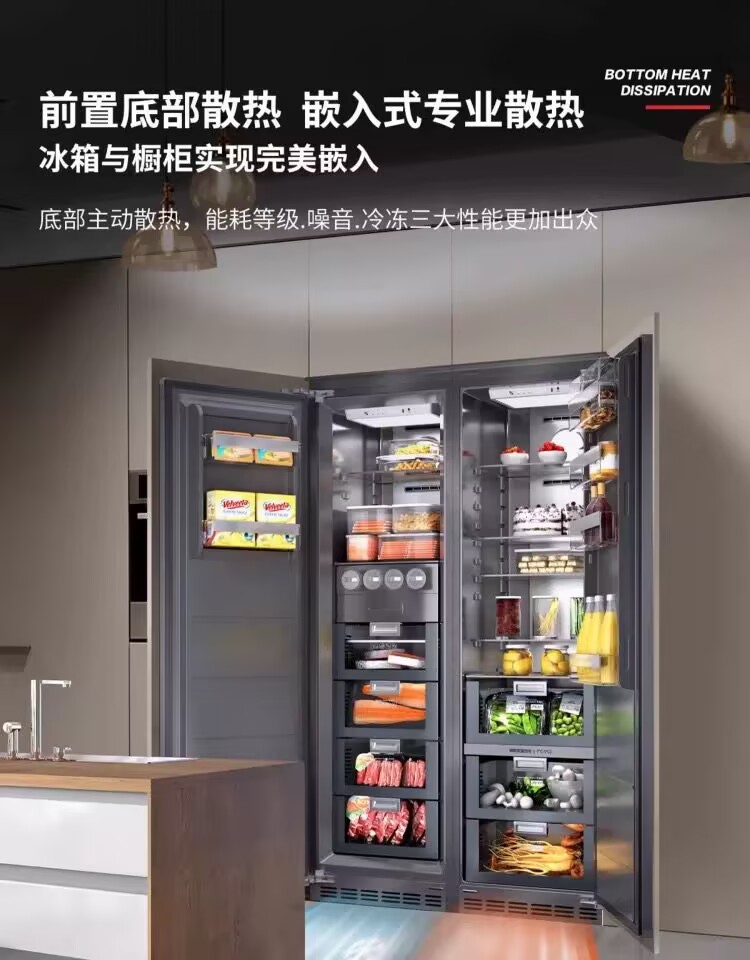 BOTTOM HEAT
DISSIPATION
前置底部散热 嵌入式专业散热
冰箱与橱柜实现完美嵌入
底部主动散热，能耗等级.噪音.冷冻三大性能更加出众
Velveeta
Velveeta